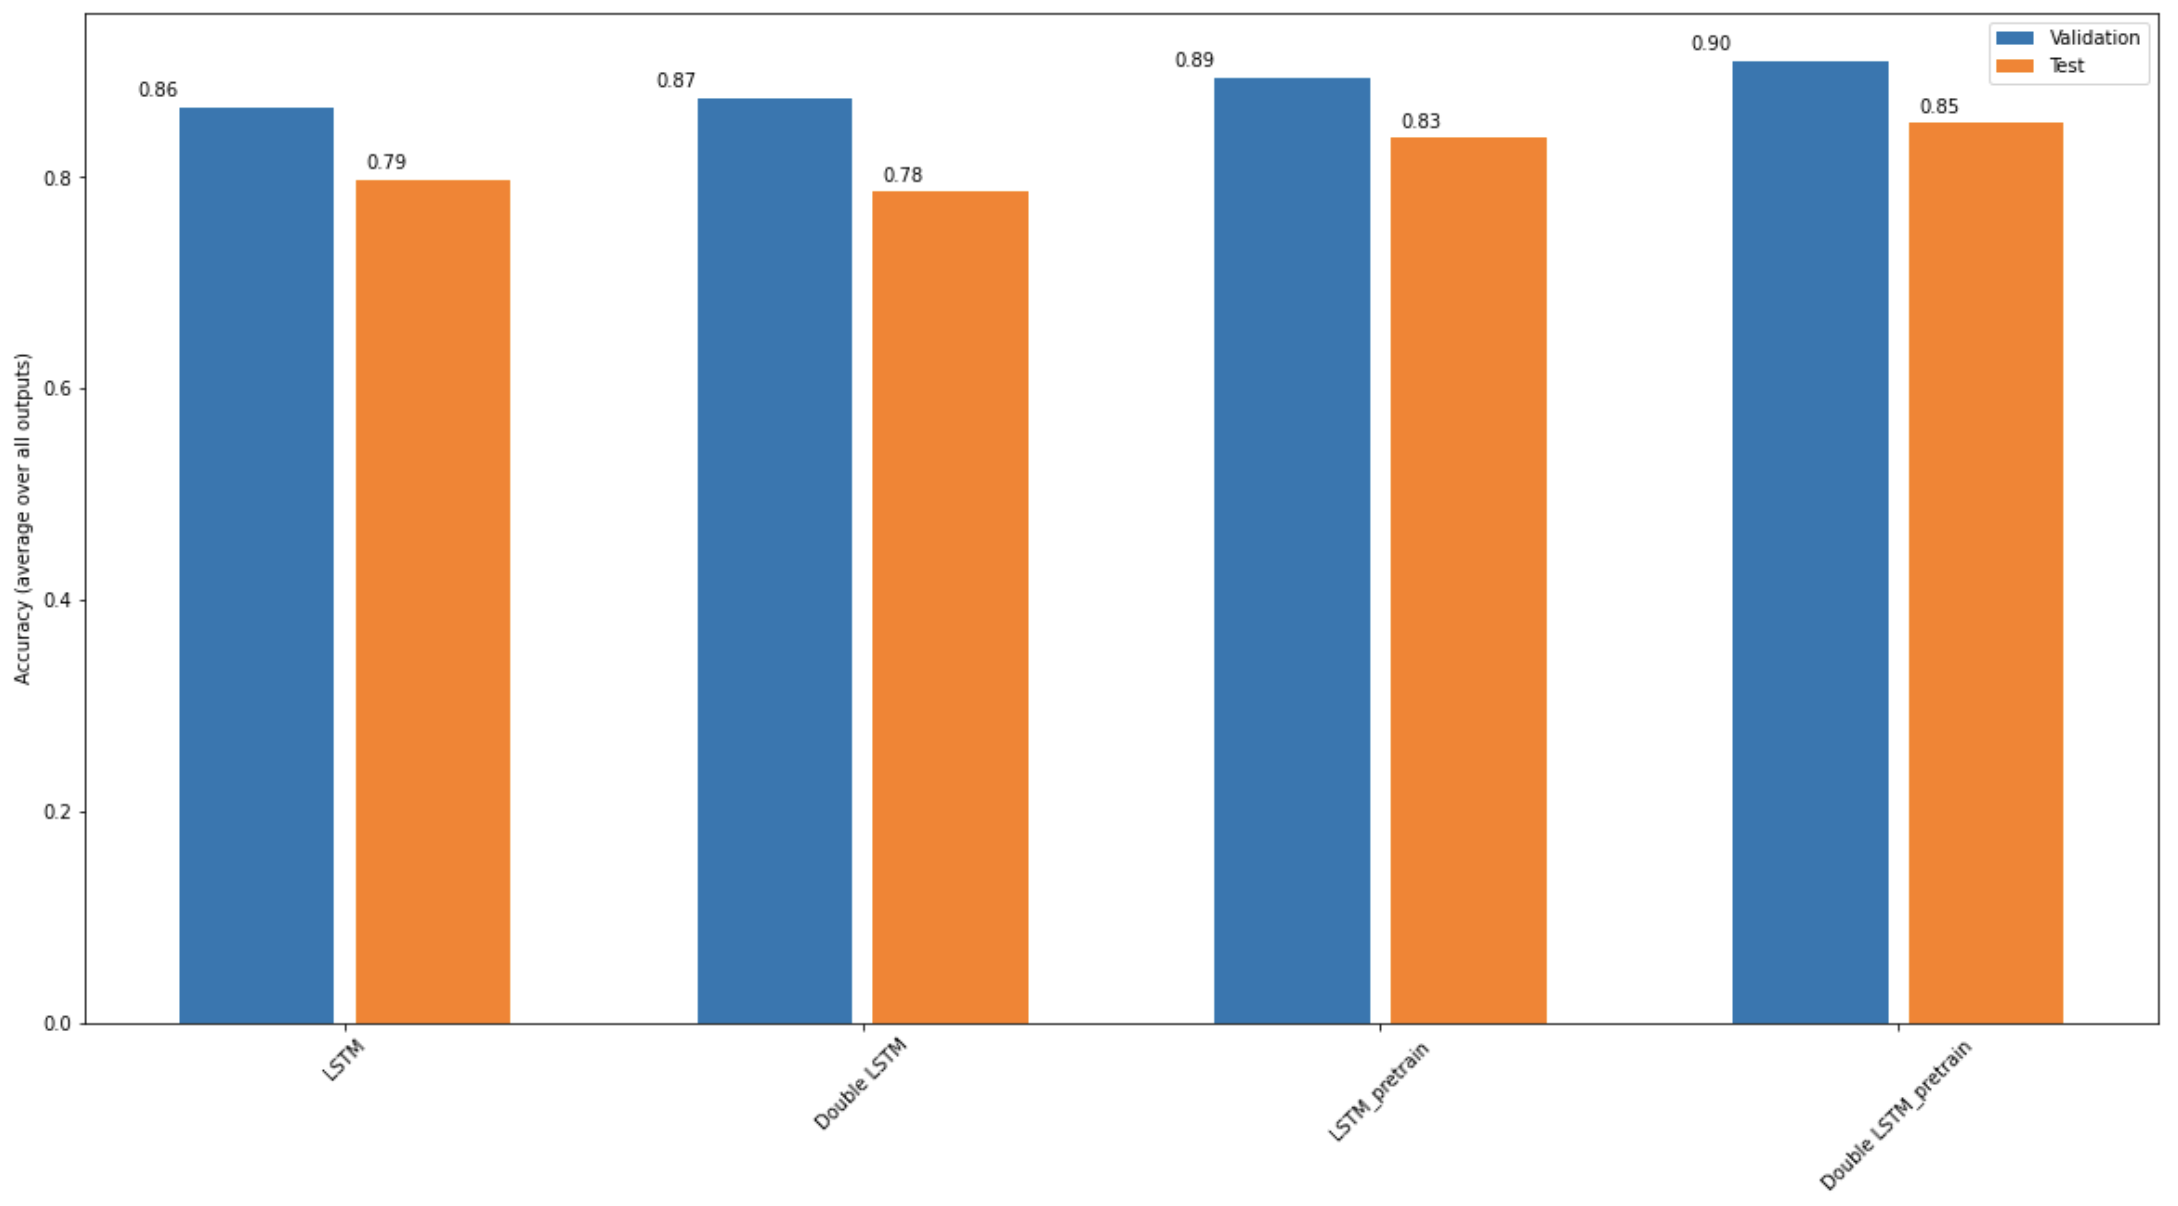 0.86
0.79
0.87
0.78
0.89
0.83
0.90
0.85
Validation
Test
Accuracy (average over all outputs)
0.8
0.6
0.4
0.2
0.0
LSTM
Double LSTM
LSTM_pretrain
Double LSTM_pretrain